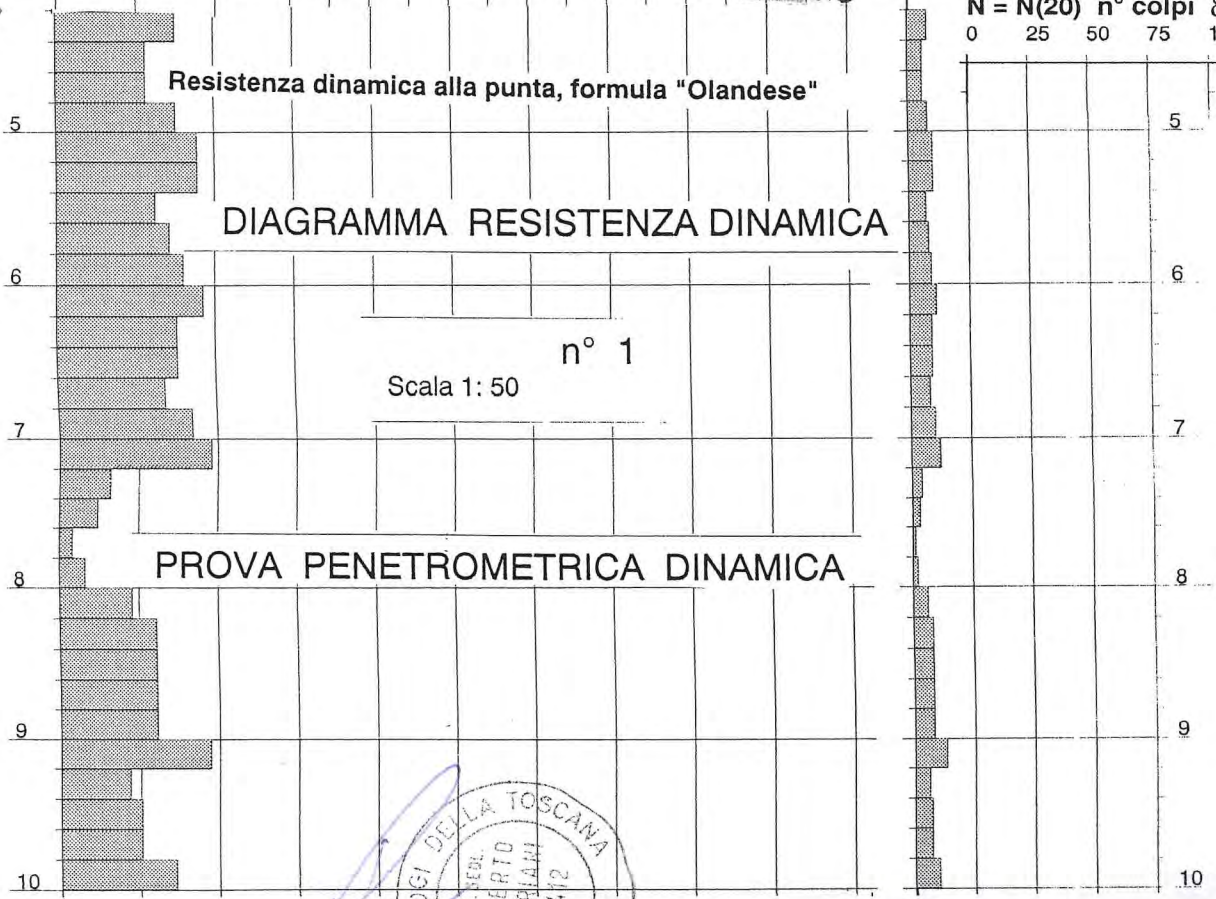 N = N(20) n° colpi
0 25 50 75
Resistenza dinamica alla punta, formula "Olandese"
5 5
DIAGRAMMA RESISTENZA DINAMICA
6 6
n° 1
Scala 1: 50
7 7
PROVA PENETROMETRICA DINAMICA
8 8
9 9
DELLA TOSCANA
10 10